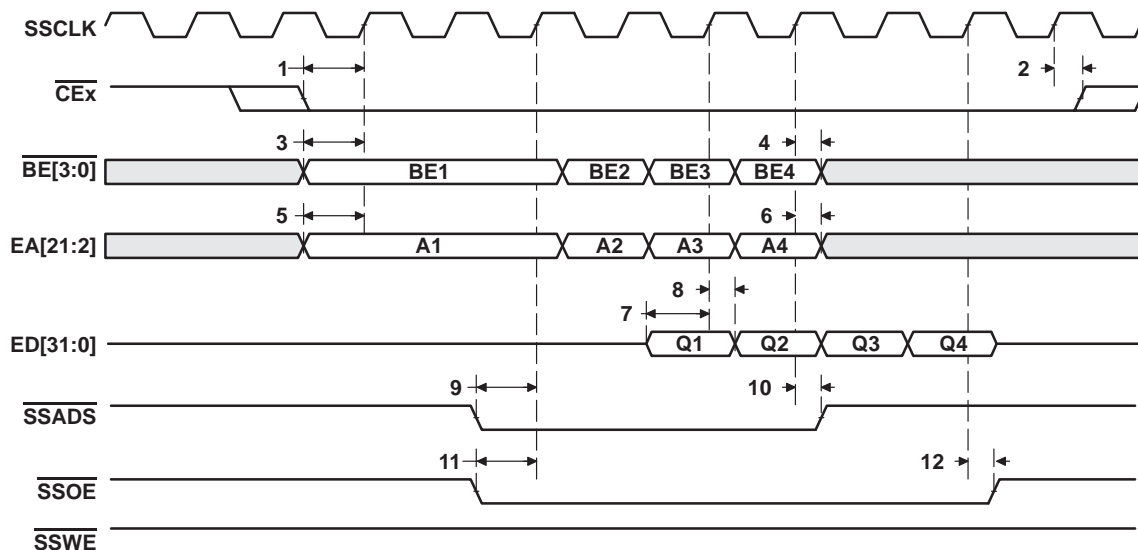 SSCLK
1
2
CEx
3
4
BE[3:0]
BE1
BE2
BE3
BE4
5
6
EA[21:2]
A1
A2
A3
A4
8
7
ED[31:0]
Q1
Q2
Q3
Q4
9
10
SSADS
11
12
SSOE
SSWE